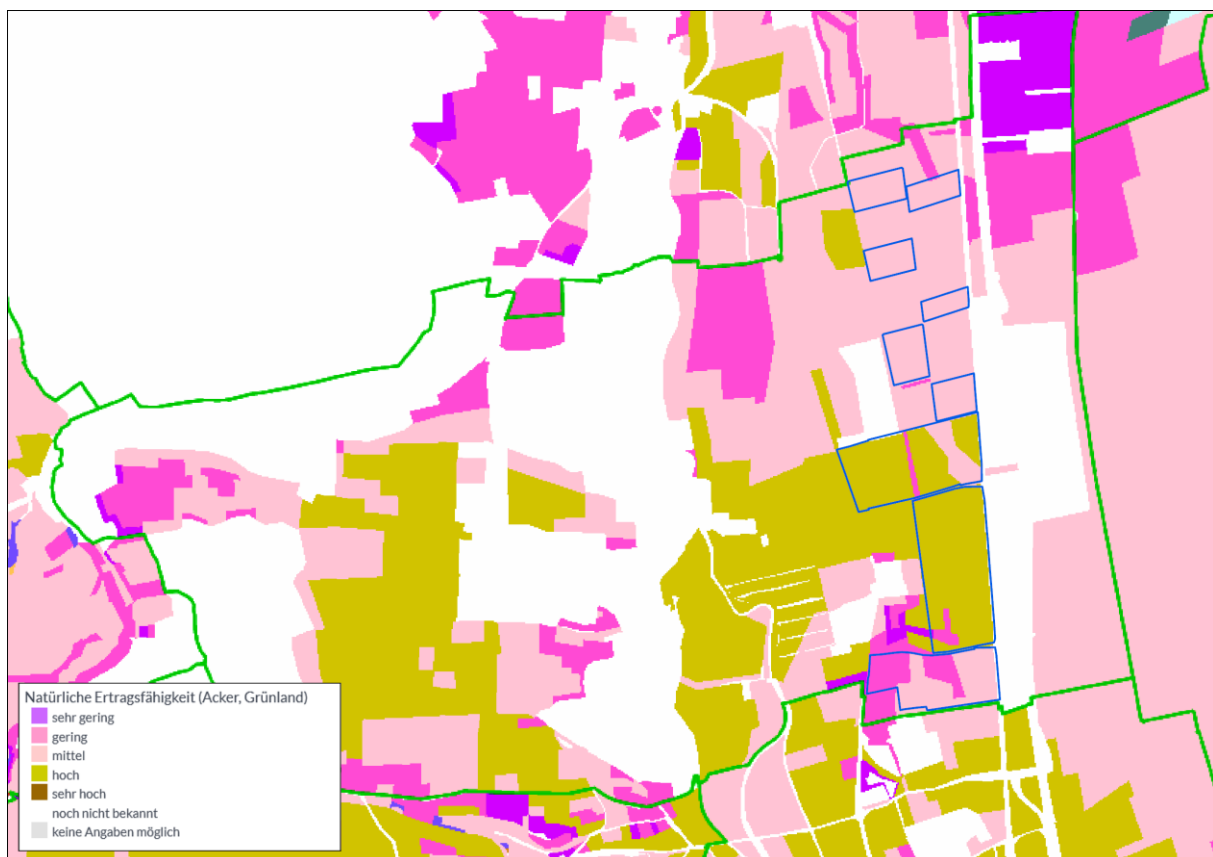 Natürliche Ertragsfähigkeit (Acker, Grünland)
sehr gering
gering
mittel
hoch
sehr hoch
noch nicht bekannt
keine Angaben möglich